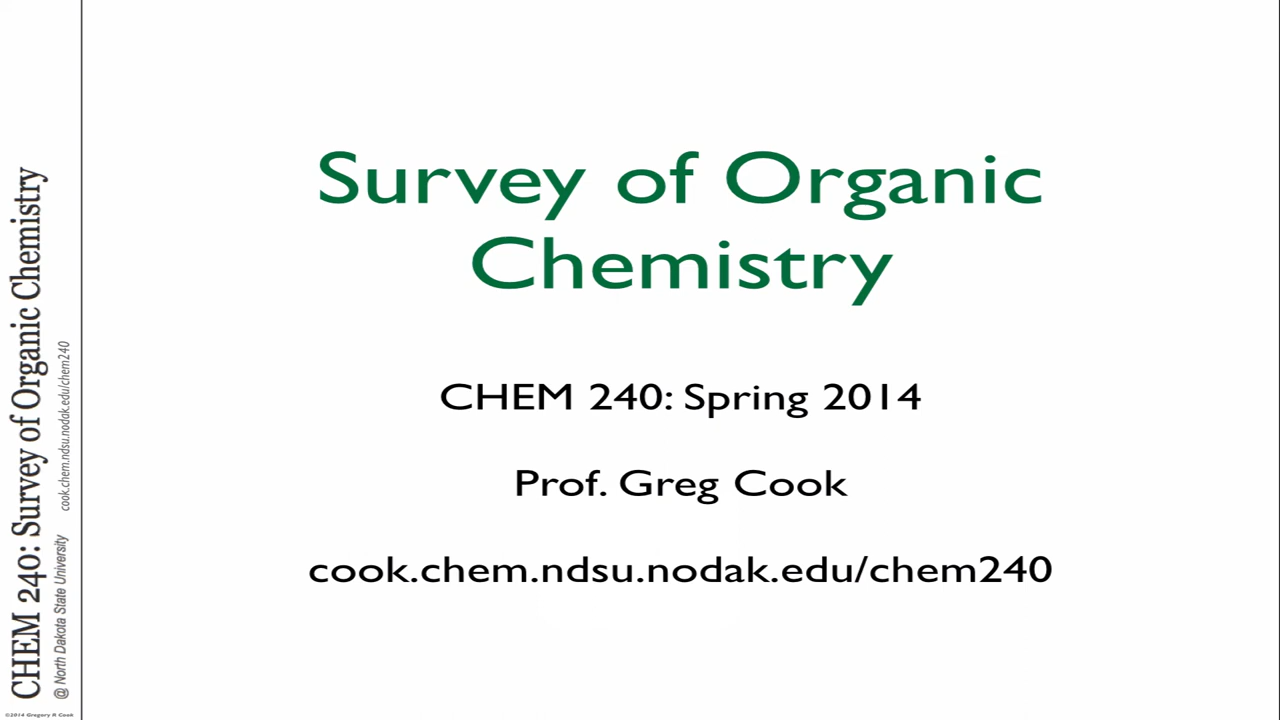 Survey of Organic
Chemistry
CHEM 240: Spring 2014
Prof. Greg Cook
cook.chem.ndsu.nodak.edu/chem240
CHEM 240: Survey of Organic Chemistry
@ North Dakota State University cook.chem.ndsu.nodak.edu/chem240
©2014 Gregory R Cook